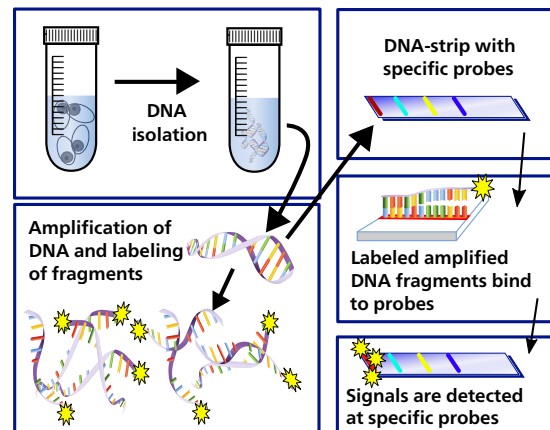 DNA
isolation
Amplification of
DNA and labeling
of fragments
DNA-strip with
specific probes
Labeled amplified
DNA fragments bind
to probes
Signals are detected
at specific probes